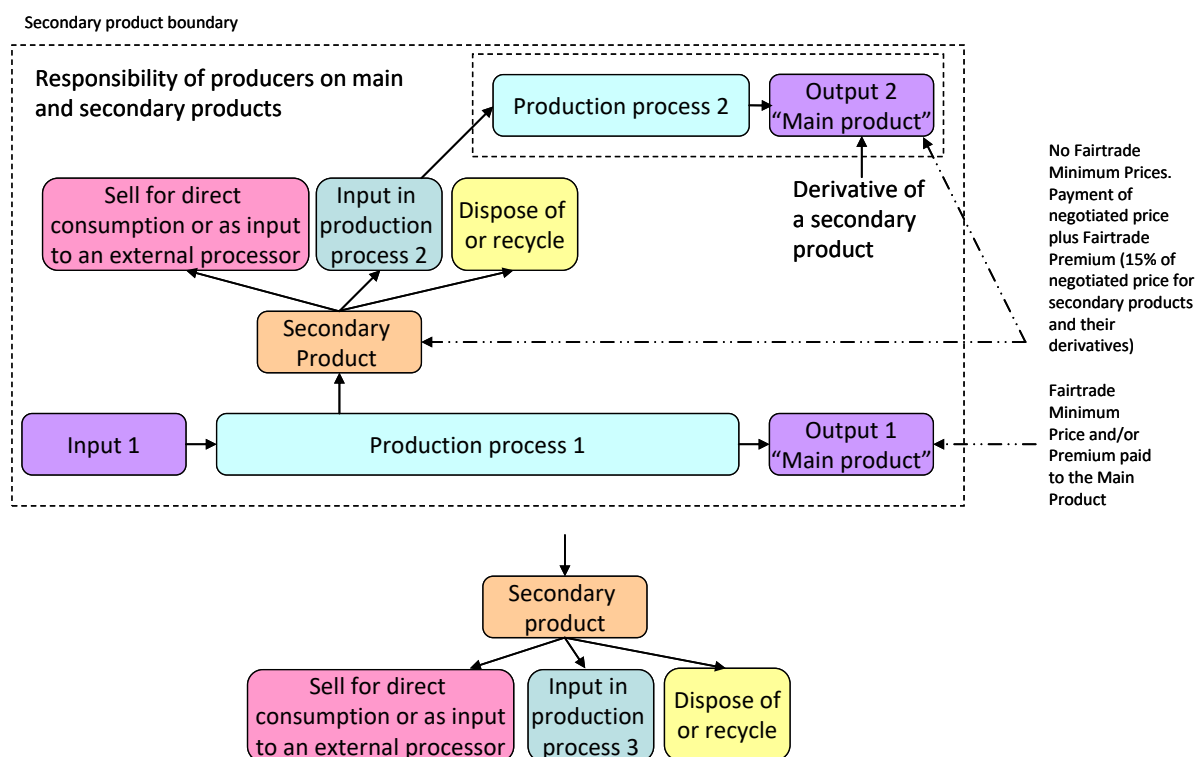 Secondary product boundary
Responsibility of producers on main
and secondary products
Production process 2
Output 2
“Main product”
Sell for direct
consumption or as input
to an external processor
Input in
production
process 2
Dispose of
or recycle
Derivative of
a secondary
product
No Fairtrade
Minimum Prices.
Payment of
negotiated price
plus Fairtrade
Premium (15% of
negotiated price for
secondary products
and their
derivatives)
Secondary
Product
Input 1
Production process 1
Output 1
“Main product”
Fairtrade
Minimum
Price and/or
Premium paid
to the Main
Product
Secondary
product
Sell for direct
consumption or as input
to an external processor
Input in
production
process 3
Dispose of
or recycle